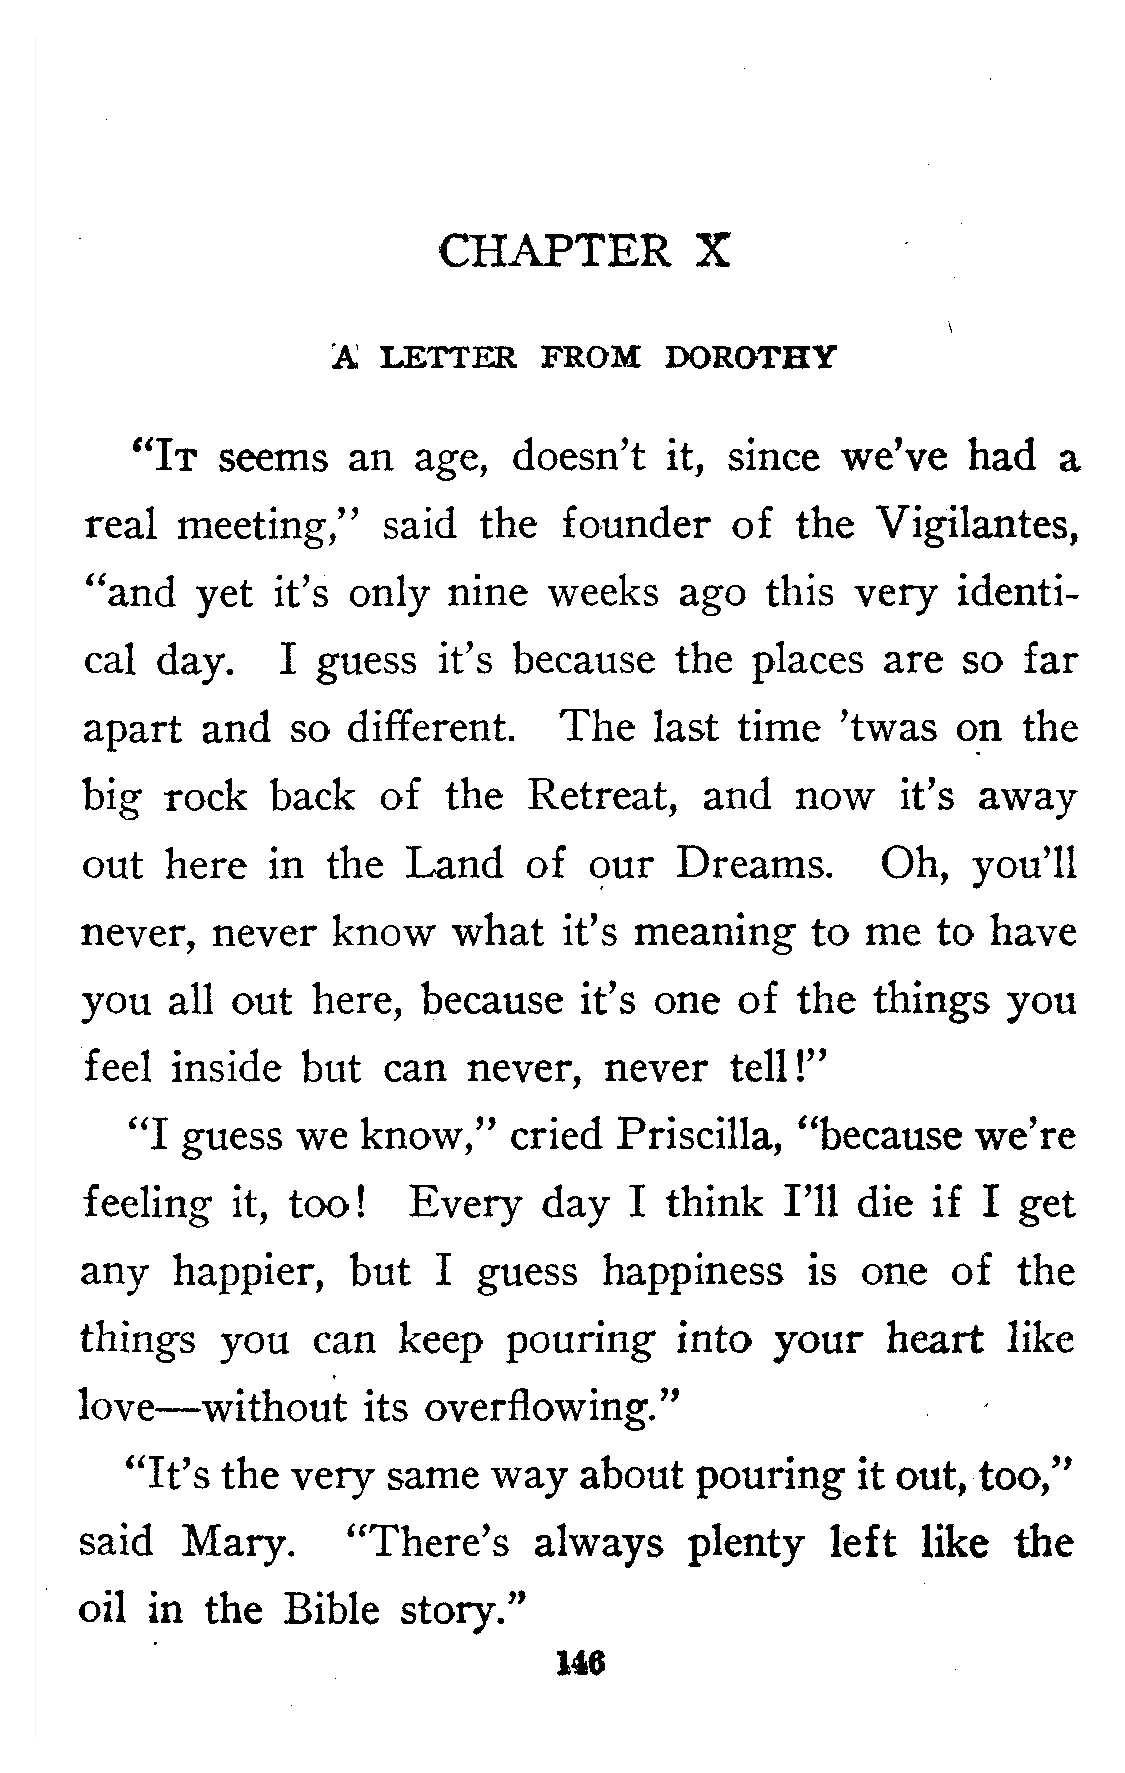 CHAPTER X
A LETTER FROM DOROTHY
“IT seems an age, doesn’t it, since we’ve had a
real meeting,” said the founder of the Vigilantes,
“and yet it’s only nine weeks ago this very identi-
cal day. I guess it’s because the places are so far
apart and so different. The last time ’twas on the
big rock back of the Retreat, and now it’s away
out here in the Land of our Dreams. Oh, you’ll
never, never know what it’s meaning to me to have
you all out here, because it’s one of the things you
feel inside but can never, never tell!”
“I guess we know,” cried Priscilla, “because we’re
feeling it, too! Every day I think I’ll die if I get
any happier, but I guess happiness is one of the
things you can keep pouring into your heart like
love—without its overflowing.”
“It’s the very same way about pouring it out, too,”
said Mary. “There’s always plenty left like the
oil in the Bible story.”
146